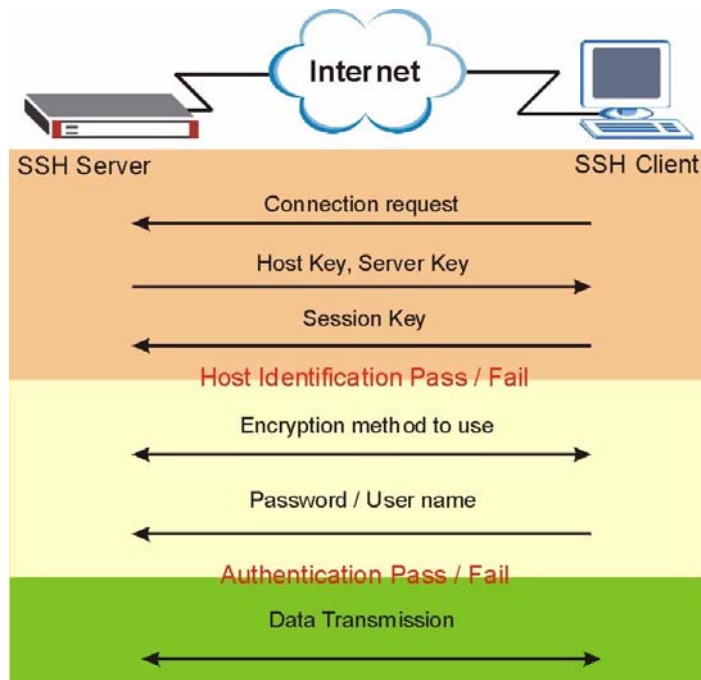 Internet
SSH Server
SSH Client
Connection request
Host Key, Server Key
Session Key
Host Identification Pass / Fail
Encryption method to use
Password / User name
Authentication Pass / Fail
Data Transmission